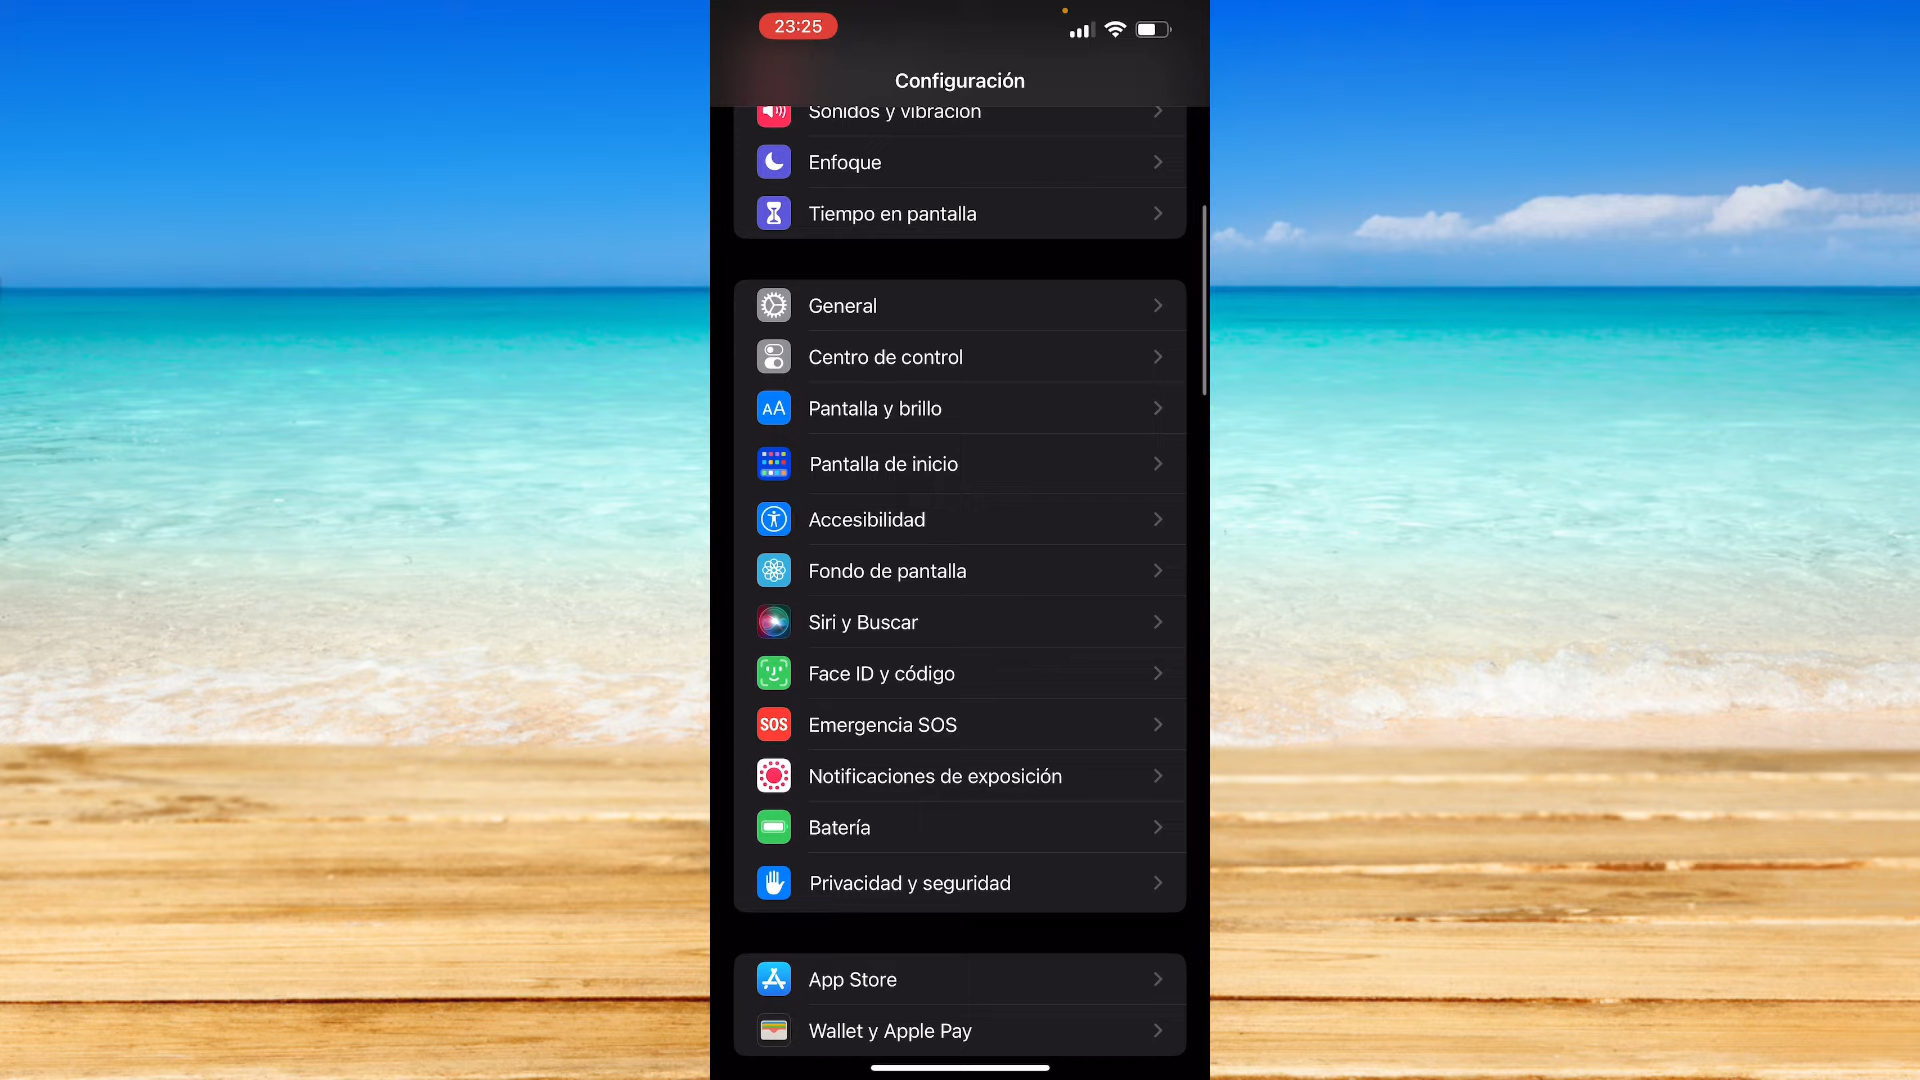 23:25
Configuración
Sonidos y vibración
Enfoque
Tiempo en pantalla
General
Centro de control
AA Pantalla y brillo
Pantalla de inicio
Accesibilidad
Fondo de pantalla
Siri y Buscar
Face ID y código
SOS Emergencia SOS
Notificaciones de exposición
Batería
Privacidad y seguridad
App Store
Wallet y Apple Pay